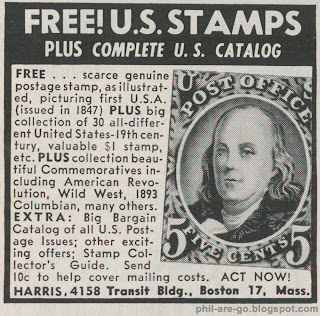 FREE! U.S. STAMPS
PLUS COMPLETE U. S. CATALOG
FREE . . . scarce genuine
postage stamp, as illustrat-
ed, picturing first U.S.A.
(issued in 1847) PLUS big
collection of 30 all-differ-
ent United States-19th cen-
tury, valuable $1 stamp,
etc. PLUS collection beau-
tiful Commemoratives in-
cluding American Revo-
lution, Wild West, 1893
Columbian, many others.
EXTRA: Big Bargain
Catalog of all U.S. Post-
age Issues; other excit-
ing offers; Stamp Col-
lector's Guide. Send
10c to help cover mailing costs. ACT NOW!
HARRIS, 4158 Transit Bldg., Boston 17, Mass.
POST OFFICE
5 FIVE CENTS 5
phil-are-go.blogspot.com